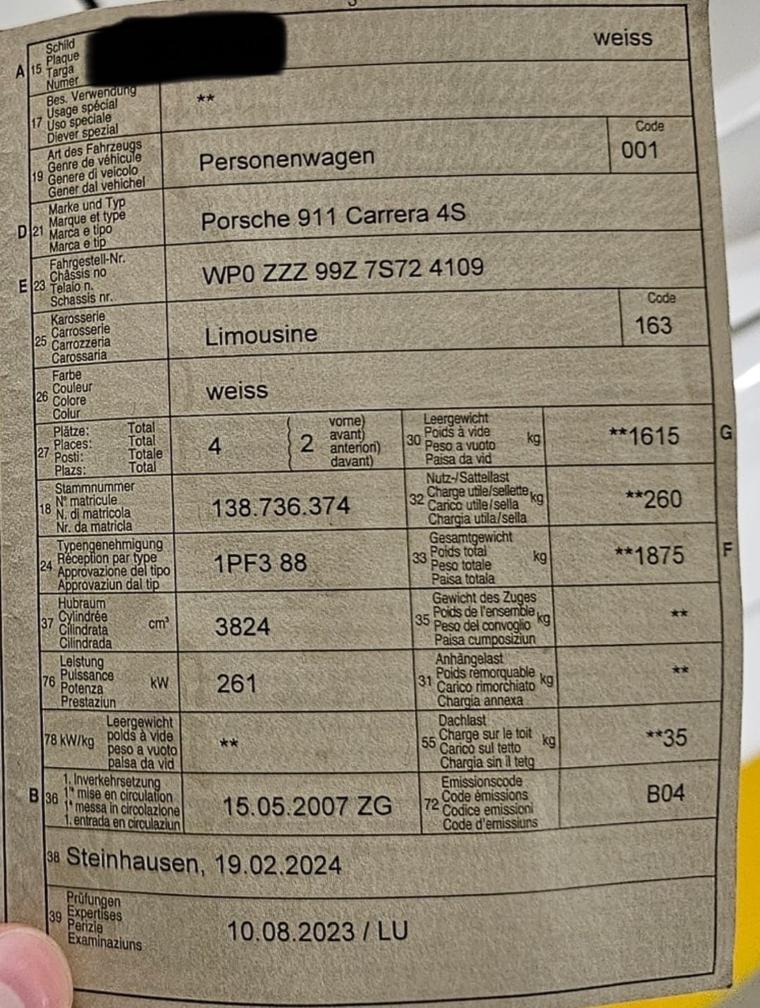 A 15 Schild
Plaque
Targa
Numer
weiss
17 Bes. Verwendung
Usage spécial
Uso speciale
Diever spezial
**
19 Art des Fahrzeugs
Genre de véhicule
Genere di veicolo
Gener dal vehichel
Personenwagen
Code
001
D 21 Marke und Typ
Marque et type
Marca e tipo
Marca e tip
Porsche 911 Carrera 4S
E 23 Fahrgestell-Nr.
Châssis no
Telaio n.
Schassis nr.
WP0 ZZZ 99Z 7S72 4109
25 Karosserie
Carrosserie
Carrozzeria
Carossaria
Limousine
Code
163
26 Farbe
Couleur
Colore
Colur
weiss
27 Plätze: Total
Places: Total
Posti: Totale
Plazs: Total
4
2
vorne)
avant)
anteriori)
davant)
30 Leergewicht
Poids à vide
Peso a vuoto
Paisa da vid
kg
**1615
G
18 Stammnummer
N° matricule
N. di matricola
Nr. da matricla
138.736.374
32 Nutz-/Sattellast
Charge utile/sellette
Carico utile/sella
Chargia utila/sella
kg
**260
24 Typengenehmigung
Réception par type
Approvazione del tipo
Approvaziun dal tip
1PF3 88
33 Gesamtgewicht
Poids total
Peso totale
Paisa totala
kg
**1875
F
37 Hubraum
Cylindrée
Cilindrata
Cilindrada
cm³
3824
35 Gewicht des Zuges
Poids de l'ensemble
Peso del convoglio
Paisa cumposiziun
kg
**
76 Leistung
Puissance
Potenza
Prestaziun
kW
261
31 Anhängelast
Poids remorquable
Carico rimorchiato
Chargia annexa
kg
**
78 kW/kg
Leergewicht
poids à vide
peso a vuoto
paisa da vid
**
55 Dachlast
Charge sur le toit
Carico sul tetto
Chargia sin il tetg
kg
**35
B 36 1. Inverkehrsetzung
1re mise en circulation
1a messa in circolazione
1. entrada en circulaziun
15.05.2007 ZG
72 Emissionscode
Code émissions
Codice emissioni
Code d'emissiuns
B04
38 Steinhausen, 19.02.2024
39 Prüfungen
Expertises
Perizie
Examinaziuns
10.08.2023 / LU